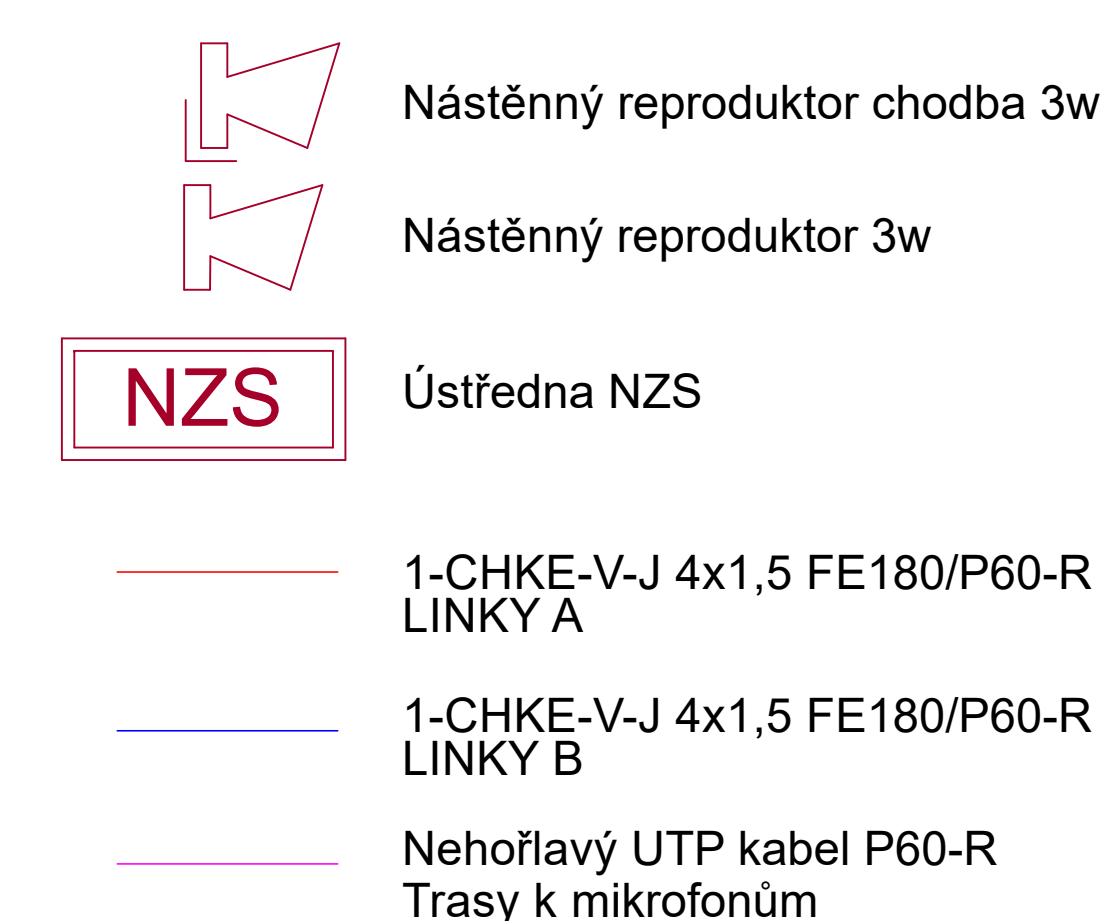 Nástěnný reproduktor chodba 3w
Nástěnný reproduktor 3w
NZS
Ústředna NZS
1-CHKE-V-J 4x1,5 FE180/P60-R
LINKY A
1-CHKE-V-J 4x1,5 FE180/P60-R
LINKY B
Nehořlavý UTP kabel P60-R
Trasy k mikrofonům